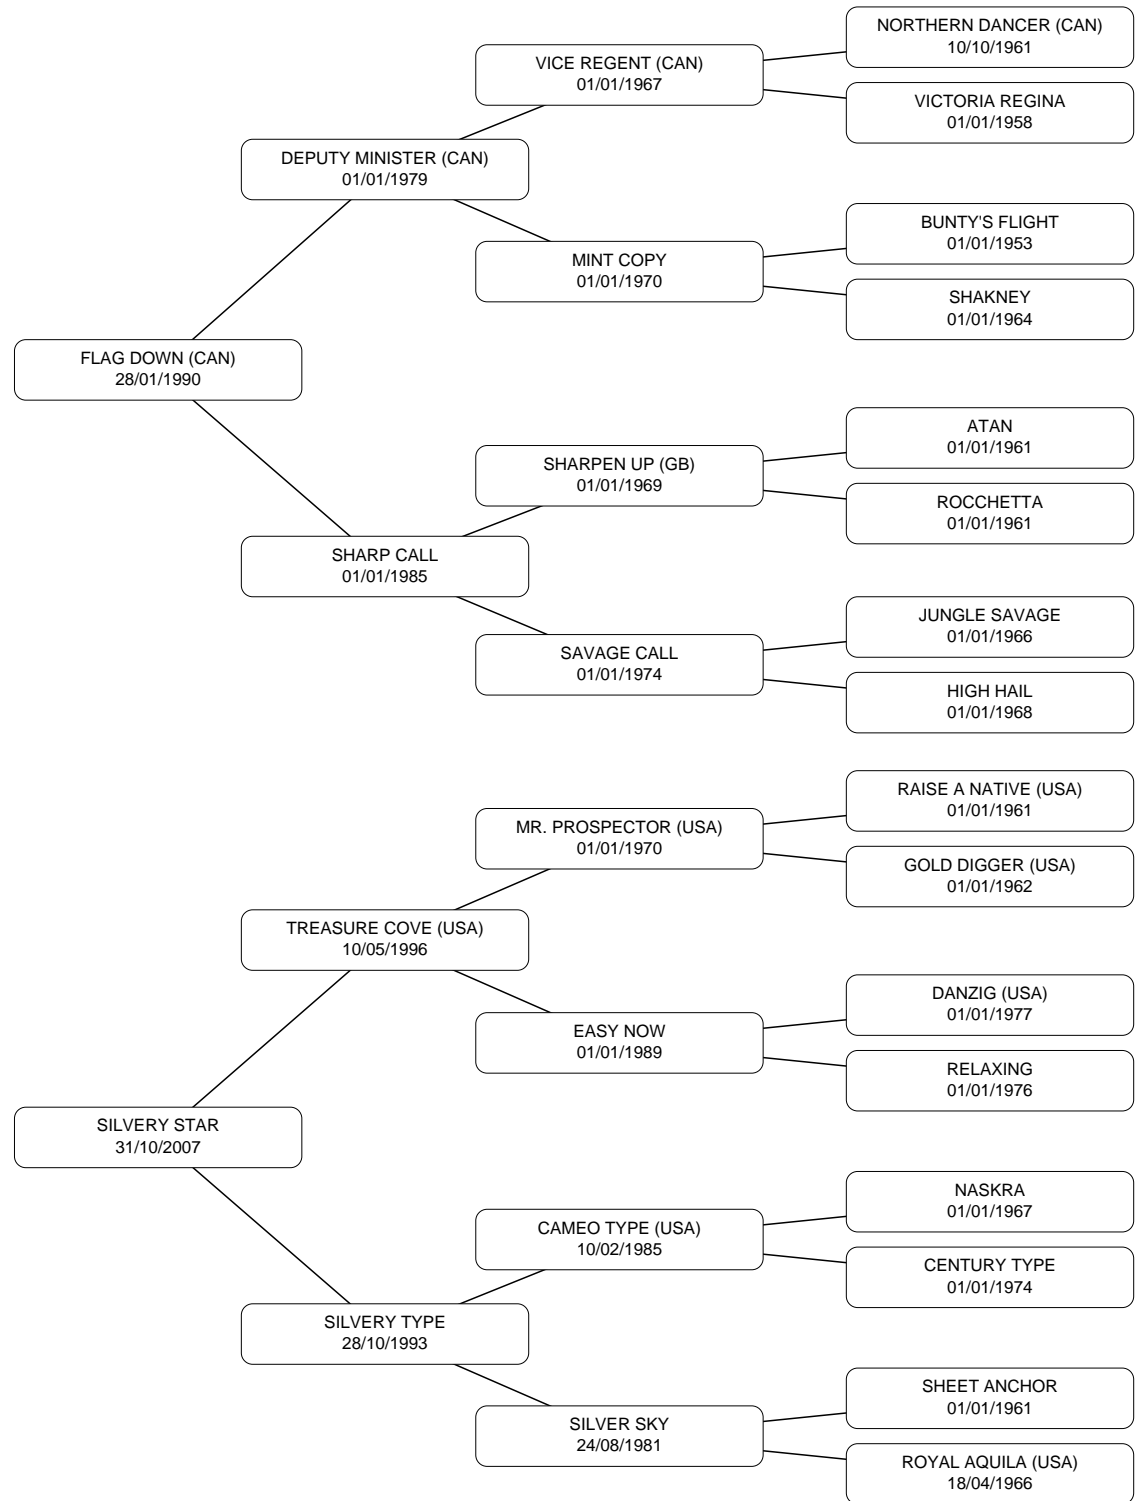 NORTHERN DANCER (CAN)
10/10/1961
VICE REGENT (CAN)
01/01/1967
VICTORIA REGINA
01/01/1958
DEPUTY MINISTER (CAN)
01/01/1979
BUNTY'S FLIGHT
01/01/1953
MINT COPY
01/01/1970
SHAKNEY
01/01/1964
FLAG DOWN (CAN)
28/01/1990
ATAN
01/01/1961
SHARPEN UP (GB)
01/01/1969
ROCCHETTA
01/01/1961
SHARP CALL
01/01/1985
JUNGLE SAVAGE
01/01/1966
SAVAGE CALL
01/01/1974
HIGH HAIL
01/01/1968
RAISE A NATIVE (USA)
01/01/1961
MR. PROSPECTOR (USA)
01/01/1970
GOLD DIGGER (USA)
01/01/1962
TREASURE COVE (USA)
10/05/1996
DANZIG (USA)
01/01/1977
EASY NOW
01/01/1989
RELAXING
01/01/1976
SILVERY STAR
31/10/2007
NASKRA
01/01/1967
CAMEO TYPE (USA)
10/02/1985
CENTURY TYPE
01/01/1974
SILVERY TYPE
28/10/1993
SHEET ANCHOR
01/01/1961
SILVER SKY
24/08/1981
ROYAL AQUILA (USA)
18/04/1966